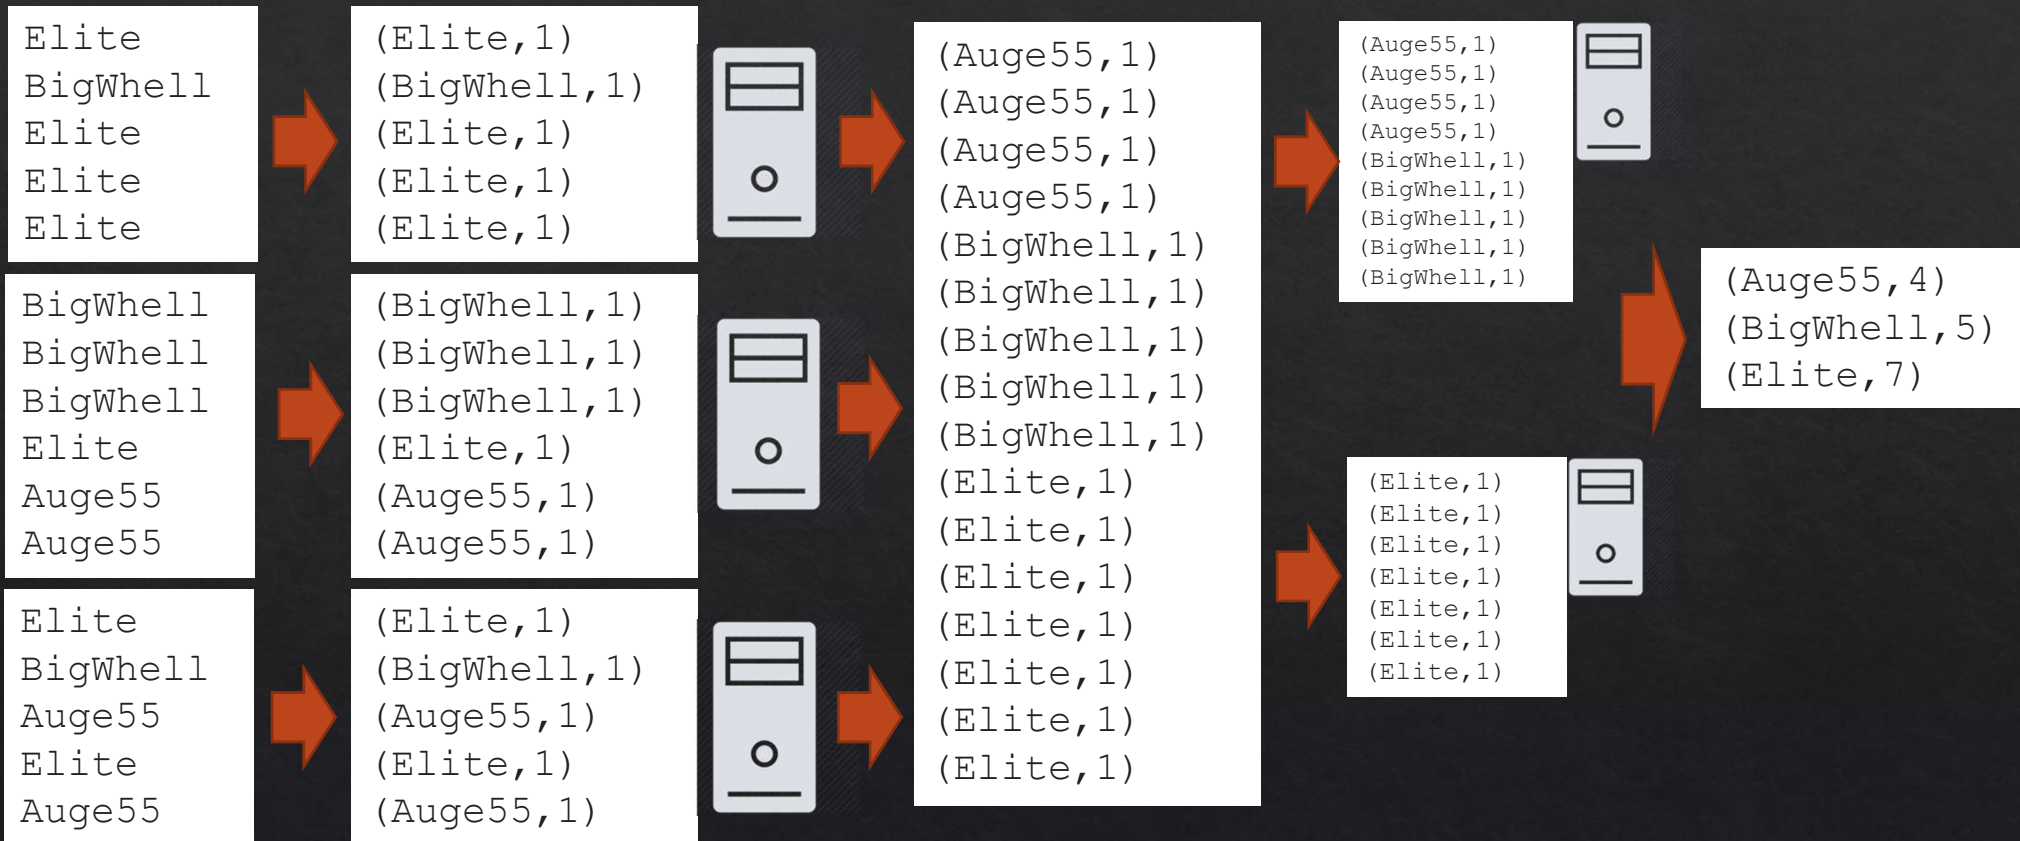 Elite
BigWhell
Elite
Elite
Elite
BigWhell
BigWhell
BigWhell
Elite
Auge55
Auge55
Elite
BigWhell
Auge55
Elite
Auge55
(Elite,1)
(BigWhell,1)
(Elite,1)
(Elite,1)
(Elite,1)
(BigWhell,1)
(BigWhell,1)
(BigWhell,1)
(Elite,1)
(Auge55,1)
(Auge55,1)
(Elite,1)
(BigWhell,1)
(Auge55,1)
(Elite,1)
(Auge55,1)
(Auge55,1)
(Auge55,1)
(Auge55,1)
(Auge55,1)
(BigWhell,1)
(BigWhell,1)
(BigWhell,1)
(BigWhell,1)
(BigWhell,1)
(Elite,1)
(Elite,1)
(Elite,1)
(Elite,1)
(Elite,1)
(Elite,1)
(Elite,1)
(Auge55,1)
(Auge55,1)
(Auge55,1)
(Auge55,1)
(BigWhell,1)
(BigWhell,1)
(BigWhell,1)
(BigWhell,1)
(BigWhell,1)
(Elite,1)
(Elite,1)
(Elite,1)
(Elite,1)
(Elite,1)
(Elite,1)
(Elite,1)
(Auge55,4)
(BigWhell,5)
(Elite,7)